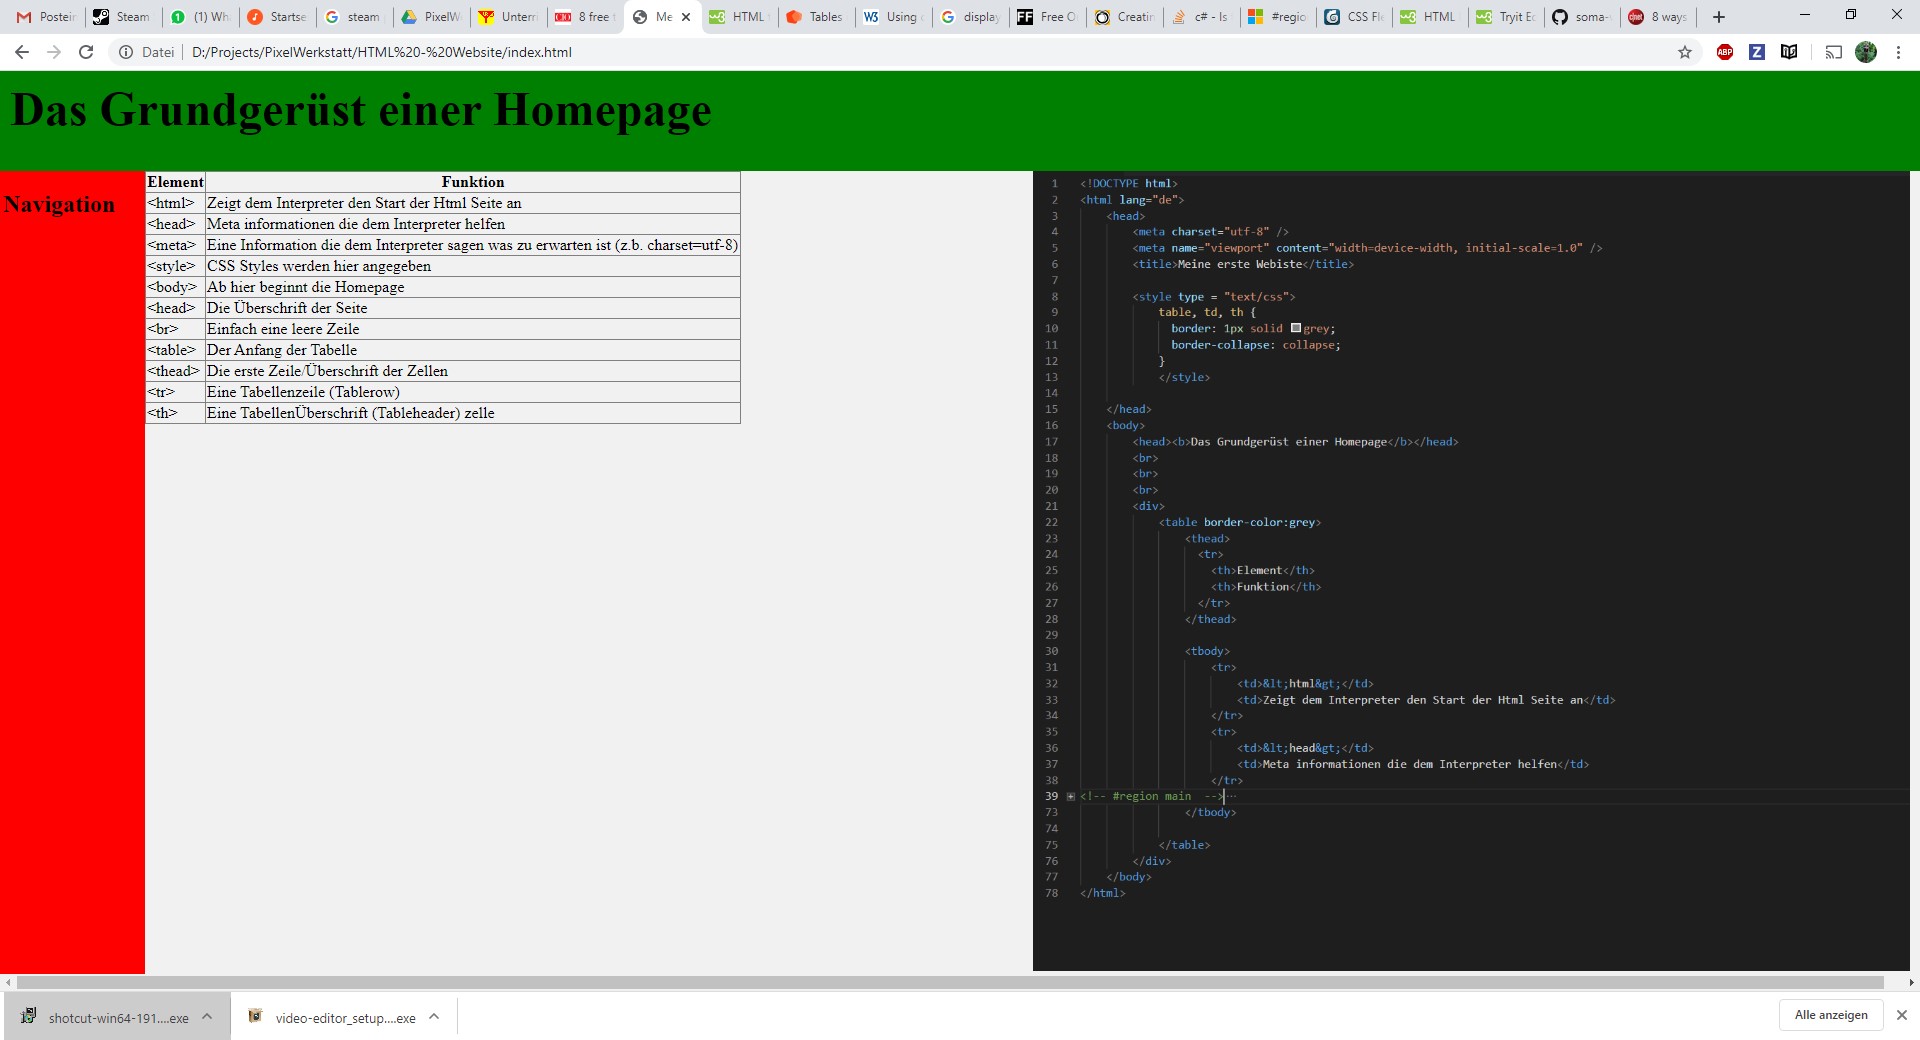 Postein
Steam
(1) Wh
Startse
steam
PixelW
Unterr
8 free
Me
HTML
Tables
Using
display
Free O
Creatin
c# - Is
#regio
CSS Fle
HTML
Tryit Ec
soma-
8 ways
Datei
D:/Projects/PixelWerkstatt/HTML%20-%20Website/index.html
Das Grundgerüst einer Homepage
Navigation
Element Funktion
<html> Zeigt dem Interpreter den Start der Html Seite an
<head> Meta informationen die dem Interpreter helfen
<meta> Eine Information die dem Interpreter sagen was zu erwarten ist (z.b. charset=utf-8)
<style> CSS Styles werden hier angegeben
<body> Ab hier beginnt die Homepage
<head> Die Überschrift der Seite
<br> Einfach eine leere Zeile
<table> Der Anfang der Tabelle
<thead> Die erste Zeile/Überschrift der Zellen
<tr> Eine Tabellenzeile (Tablerow)
<th> Eine TabellenÜberschrift (Tableheader) zelle
1 <!DOCTYPE html>
2 <html lang="de">
3 <head>
4 <meta charset="utf-8" />
5 <meta name="viewport" content="width=device-width, initial-scale=1.0" />
6 <title>Meine erste Webiste</title>
7
8 <style type = "text/css">
9 table, td, th {
10 border: 1px solid grey;
11 border-collapse: collapse;
12 }
13 </style>
14
15 </head>
16 <body>
17 <head><b>Das Grundgerüst einer Homepage</b></head>
18 <br>
19 <br>
20 <br>
21 <div>
22 <table border-color:grey>
23 <thead>
24 <tr>
25 <th>Element</th>
26 <th>Funktion</th>
27 </tr>
28 </thead>
29
30 <tbody>
31 <tr>
32 <td>&lt;html&gt;</td>
33 <td>Zeigt dem Interpreter den Start der Html Seite an</td>
34 </tr>
35 <tr>
36 <td>&lt;head&gt;</td>
37 <td>Meta informationen die dem Interpreter helfen</td>
38 </tr>
39 <!-- #region main -->...
73 </tbody>
74
75 </table>
76 </div>
77 </body>
78 </html>
shotcut-win64-191....exe
video-editor_setup....exe
Alle anzeigen